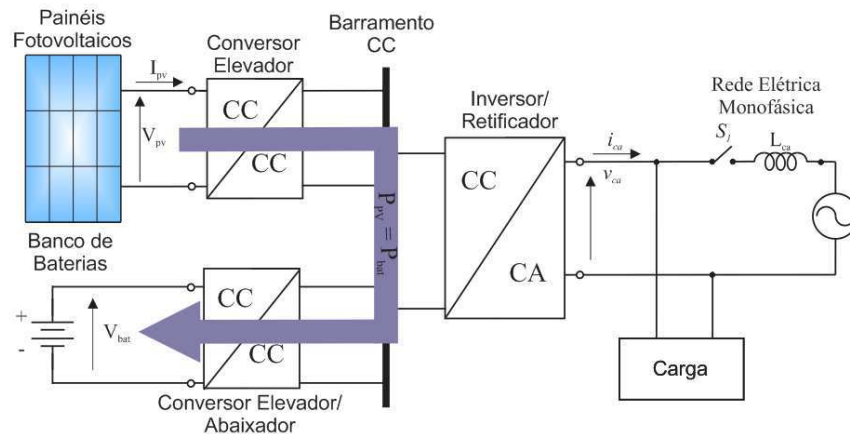 Painéis
Fotovoltaicos
I_pv
V_pv
Conversor
Elevador
CC
CC
Barramento
CC
P_PV = P_bat
Inversor/
Retificador
CC
CA
i_ca
v_ca
Rede Elétrica
Monofásica
S_1
L_ca
Banco de
Baterias
+
-
V_bat
CC
CC
Conversor Elevador/
Abaixador
Carga